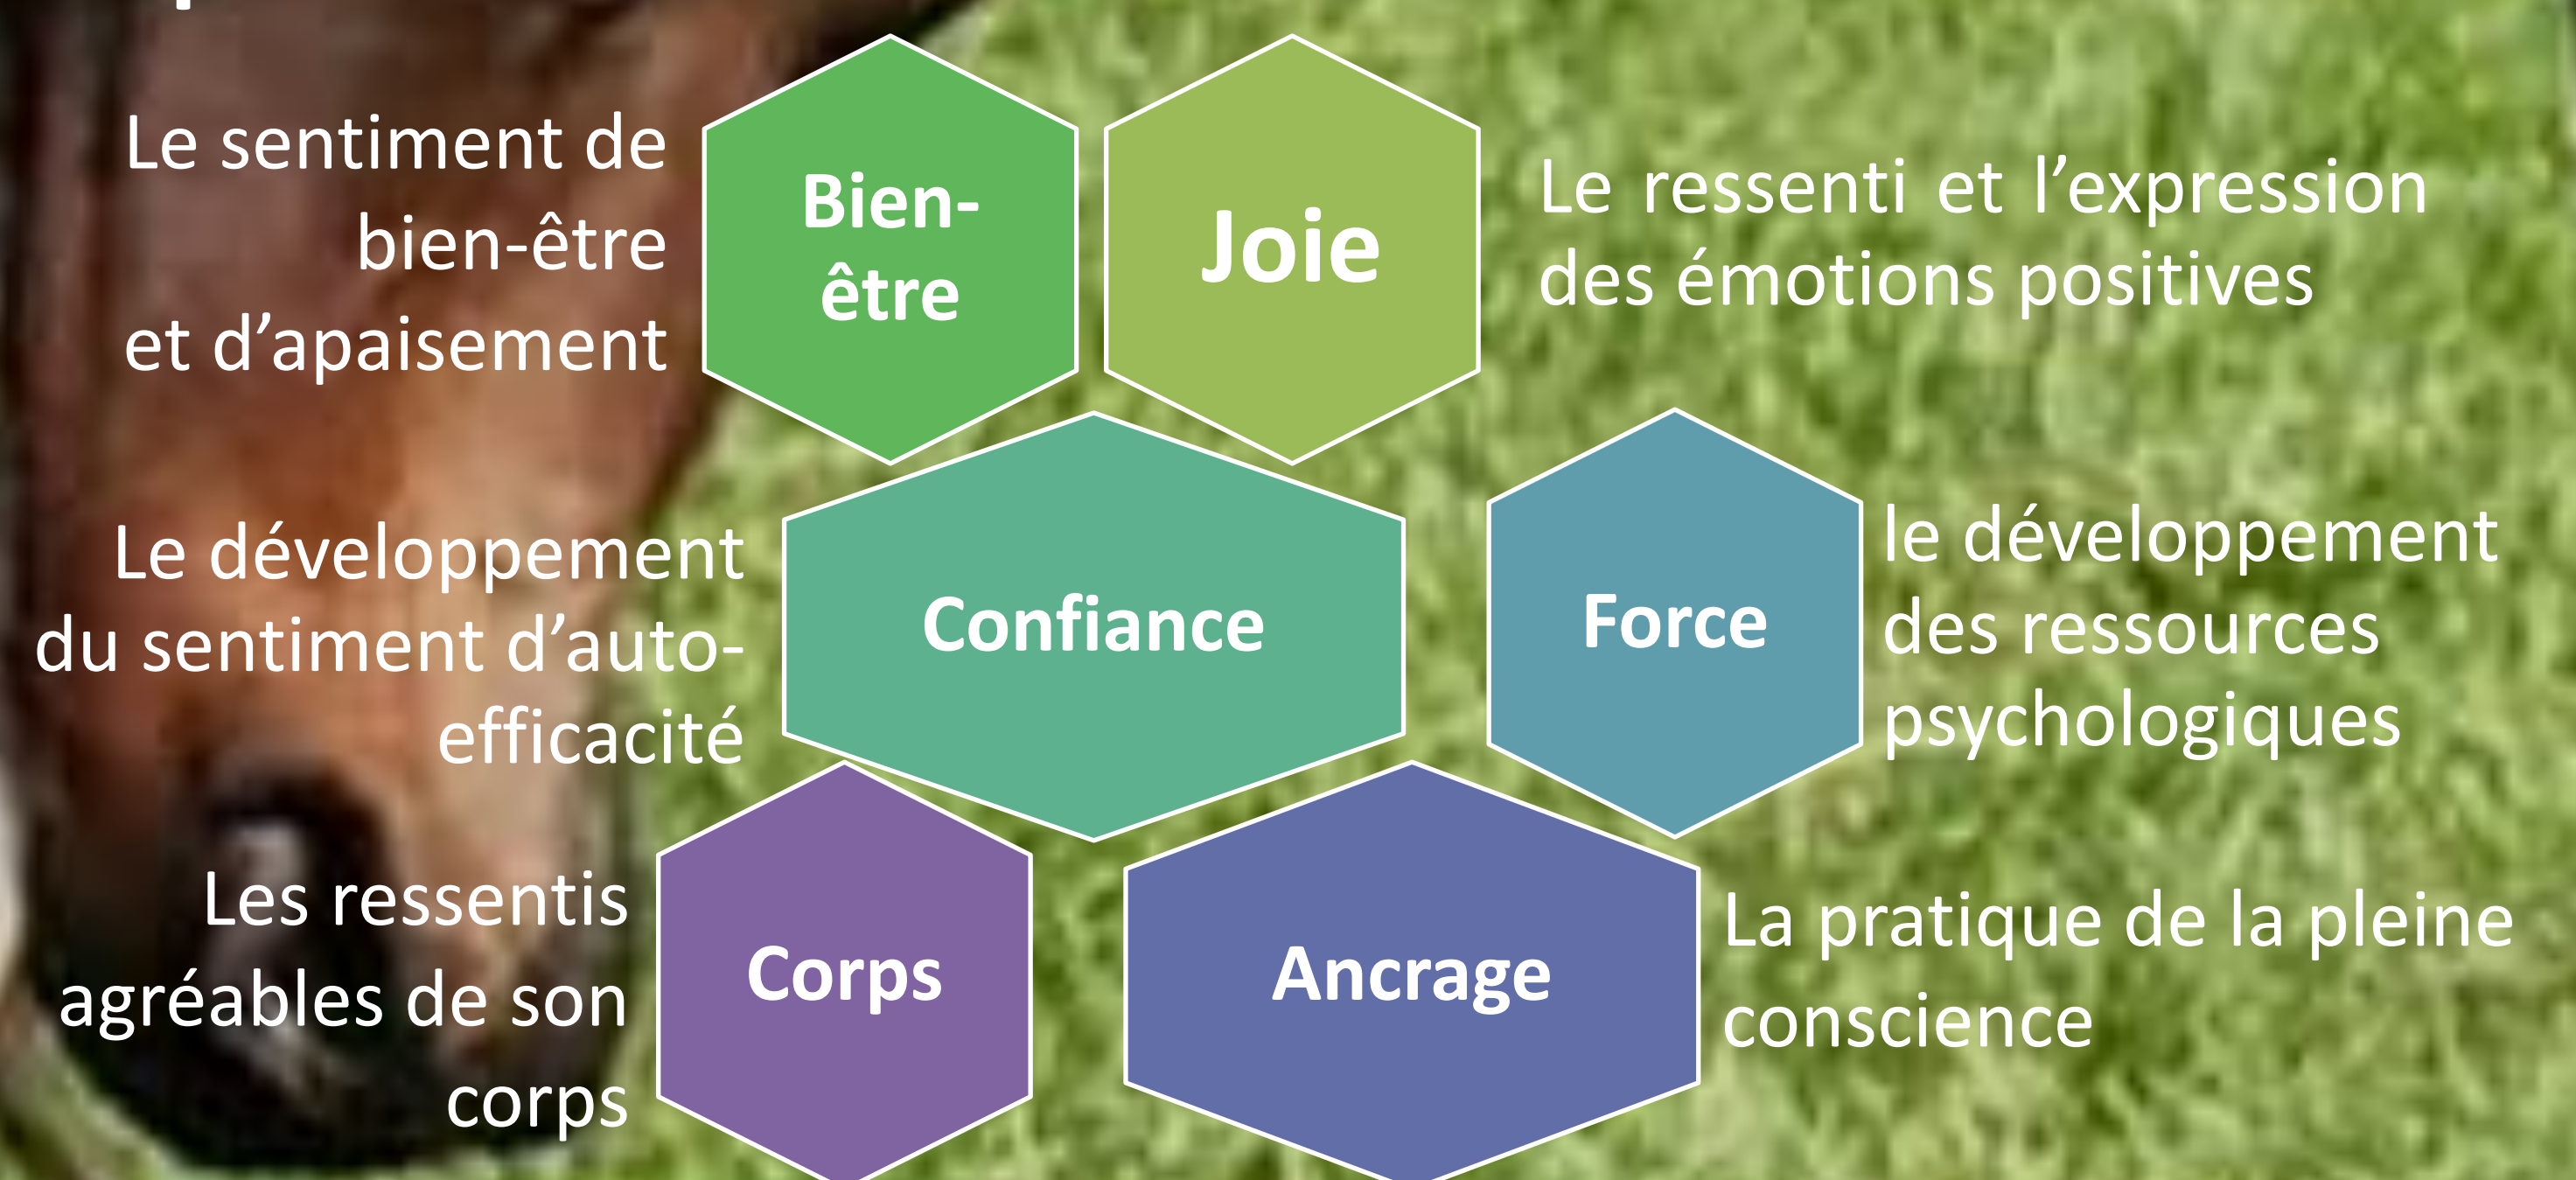 Le sentiment de
bien-être
et d’apaisement
Bien-
être
Joie
Le ressenti et l’expression
des émotions positives
Le développement
du sentiment d’auto-
efficacité
Confiance
Force
le développement
des ressources
psychologiques
Les ressentis
agréables de son
corps
Corps
Ancrage
La pratique de la pleine
conscience